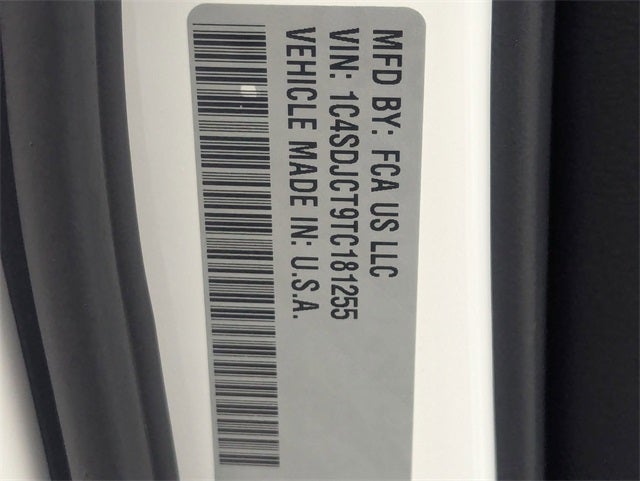 MFD BY: FCA US LLC
VIN: 1C4SDJCT9TC181255
VEHICLE MADE IN: U.S.A.